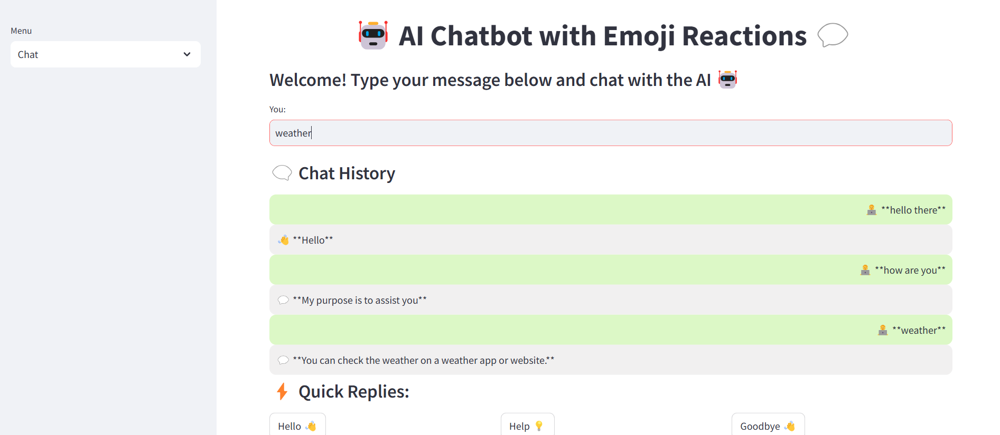 Menu
Chat
🤖 AI Chatbot with Emoji Reactions 💬
Welcome! Type your message below and chat with the AI 🤖
You:
weather
🗨️ Chat History
🧑‍💻 **hello there**
👋 **Hello**
🧑‍💻 **how are you**
💬 **My purpose is to assist you**
🧑‍💻 **weather**
💬 **You can check the weather on a weather app or website.**
⚡ Quick Replies:
Hello 👋
Help 💡
Goodbye 👋